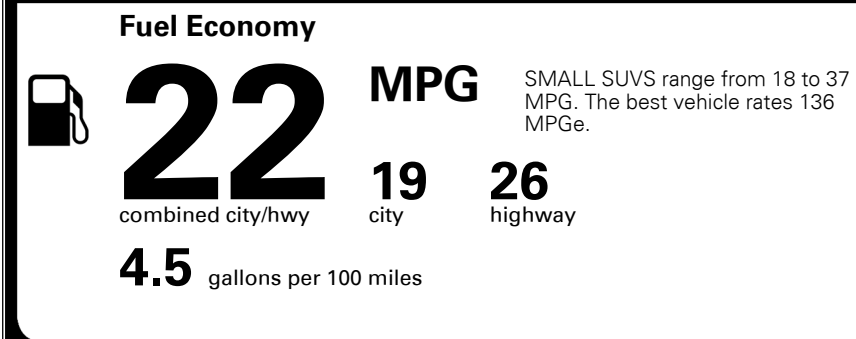 Fuel Economy
22 MPG
SMALL SUVS range from 18 to 37
MPG. The best vehicle rates 136
MPGe.
19 26
combined city/hwy city highway
4.5 gallons per 100 miles